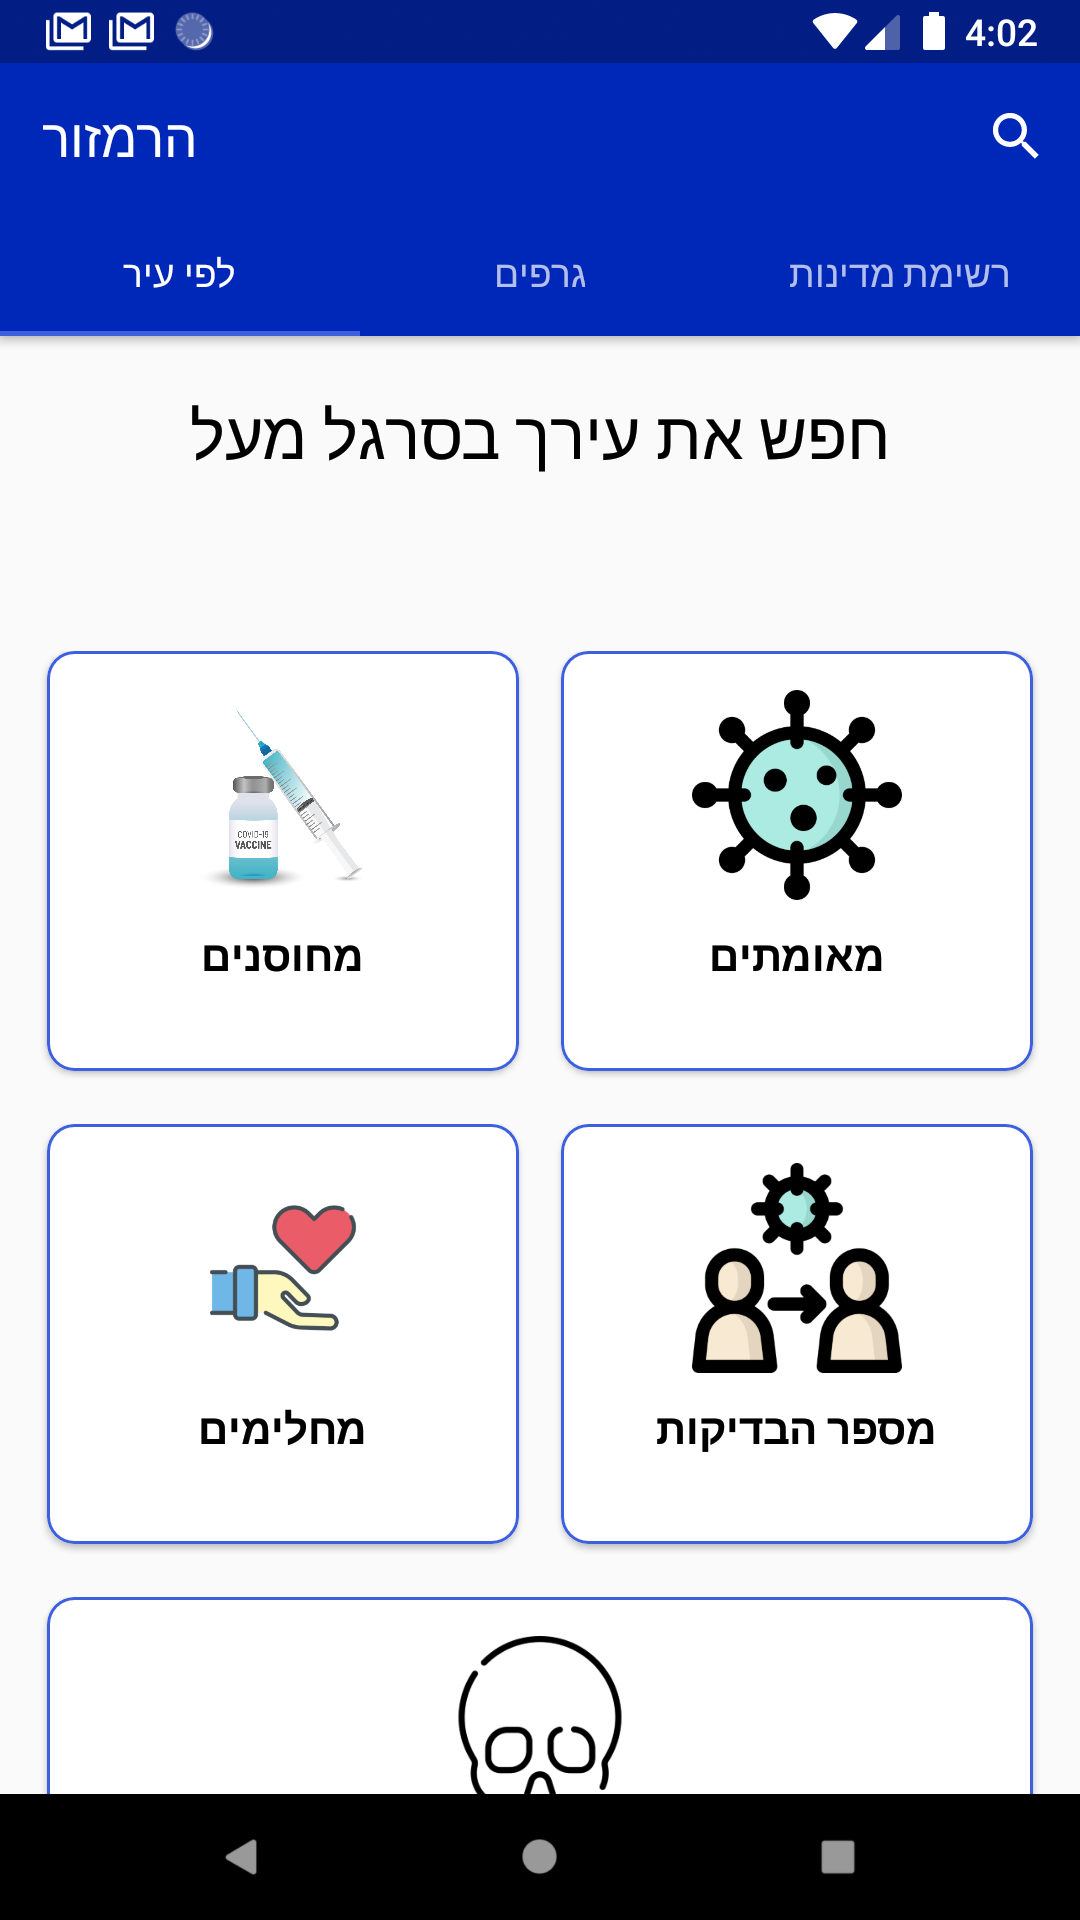 4:02
הרמזור
רשימת מדינות
גרפים
לפי עיר
חפש את עירך בסרגל מעל
COVID-19
VACCINE
מאומתים
מחוסנים
מספר הבדיקות
מחלימים